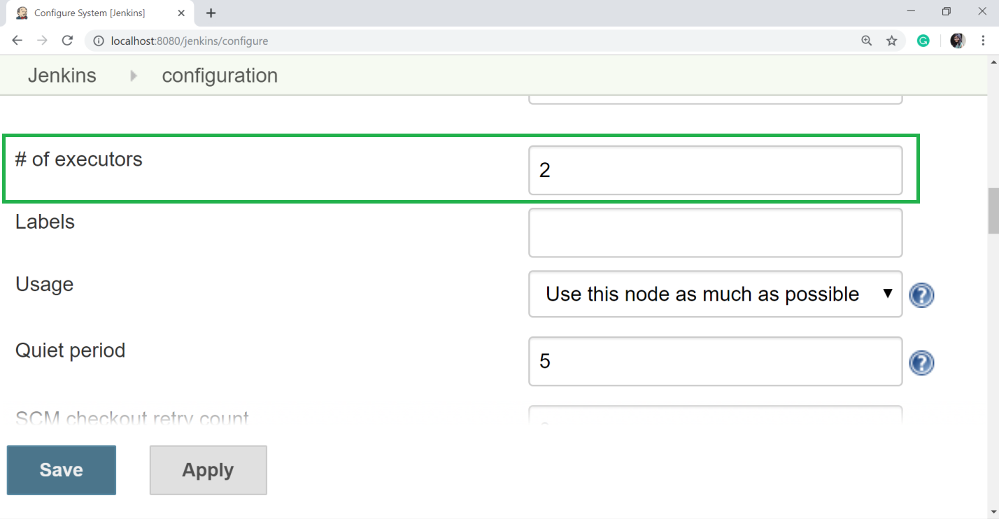 Configure System [Jenkins]
localhost:8080/jenkins/configure
Jenkins configuration
# of executors 2
Labels
Usage Use this node as much as possible
Quiet period 5
SCM checkout retry count
Save Apply